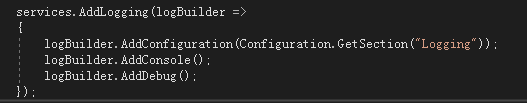 services.AddLogging(logBuilder =>
{
    logBuilder.AddConfiguration(Configuration.GetSection("Logging"));
    logBuilder.AddConsole();
    logBuilder.AddDebug();
});